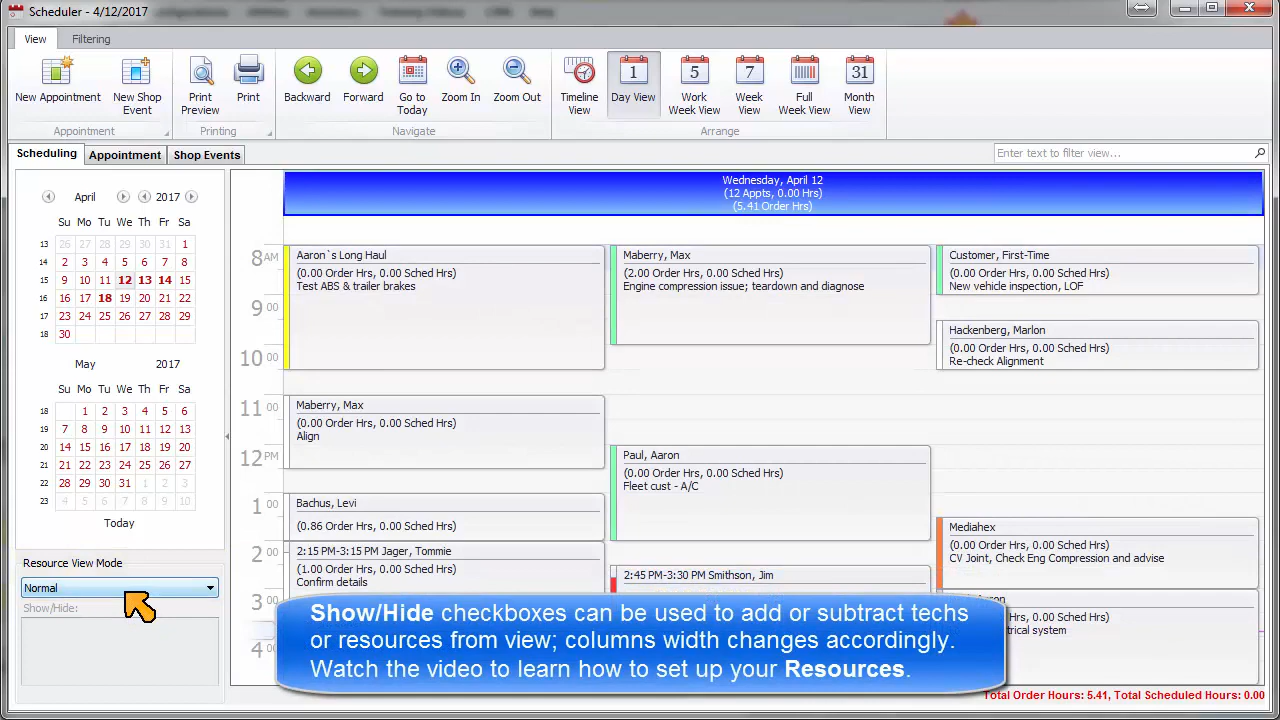 Scheduler - 4/12/2017
View Filtering
New Appointment
New Shop Event
Print Preview
Print
Backward
Forward
Go to Today
Zoom In
Zoom Out
Timeline View
1
Day View
5
Work Week View
7
Week View
Full Week View
31
Month View
Appointment
Printing
Navigate
Arrange
Scheduling Appointment Shop Events
Enter text to filter view...
April 2017
Su Mo Tu We Th Fr Sa
13 26 27 28 29 30 31 1
14 2 3 4 5 6 7 8
15 9 10 11 12 13 14 15
16 16 17 18 19 20 21 22
17 23 24 25 26 27 28 29
18 30
May 2017
Su Mo Tu We Th Fr Sa
18 1 2 3 4 5 6
19 7 8 9 10 11 12 13
20 14 15 16 17 18 19 20
21 21 22 23 24 25 26 27
22 28 29 30 31 1 2 3
23 4 5 6 7 8 9 10
Today
Resource View Mode
Normal
Show/Hide:
Wednesday, April 12
(12 Appts, 0.00 Hrs)
(5.41 Order Hrs)
8 AM
9 00
10 00
11 00
12 PM
1 00
2 00
3 00
4 00
Aaron`s Long Haul
(0.00 Order Hrs, 0.00 Sched Hrs)
Test ABS & trailer brakes
Maberry, Max
(0.00 Order Hrs, 0.00 Sched Hrs)
Align
Bachus, Levi
(0.86 Order Hrs, 0.00 Sched Hrs)
2:15 PM-3:15 PM Jager, Tommie
(1.00 Order Hrs, 0.00 Sched Hrs)
Confirm details
Maberry, Max
(2.00 Order Hrs, 0.00 Sched Hrs)
Engine compression issue; teardown and diagnose
Paul, Aaron
(0.00 Order Hrs, 0.00 Sched Hrs)
Fleet cust - A/C
2:45 PM-3:30 PM Smithson, Jim
Customer, First-Time
(0.00 Order Hrs, 0.00 Sched Hrs)
New vehicle inspection, LOF
Hackenberg, Marlon
(0.00 Order Hrs, 0.00 Sched Hrs)
Re-check Alignment
Mediahex
(0.00 Order Hrs, 0.00 Sched Hrs)
CV Joint, Check Eng Compression and advise
Show/Hide checkboxes can be used to add or subtract techs
or resources from view; columns width changes accordingly.
Watch the video to learn how to set up your Resources.
Total Order Hours: 5.41, Total Scheduled Hours: 0.00